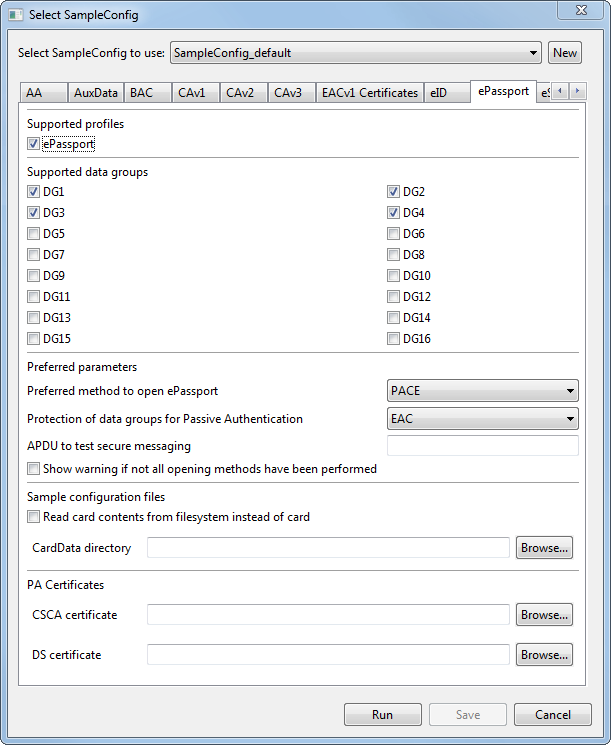 Select SampleConfig
Select SampleConfig to use: SampleConfig_default New
AA AuxData BAC CAv1 CAv2 CAv3 EACv1 Certificates eID ePassport
Supported profiles
ePassport
Supported data groups
DG1 DG2
DG3 DG4
DG5 DG6
DG7 DG8
DG9 DG10
DG11 DG12
DG13 DG14
DG15 DG16
Preferred parameters
Preferred method to open ePassport PACE
Protection of data groups for Passive Authentication EAC
APDU to test secure messaging
Show warning if not all opening methods have been performed
Sample configuration files
Read card contents from filesystem instead of card
CardData directory Browse...
PA Certificates
CSCA certificate Browse...
DS certificate Browse...
Run Save Cancel